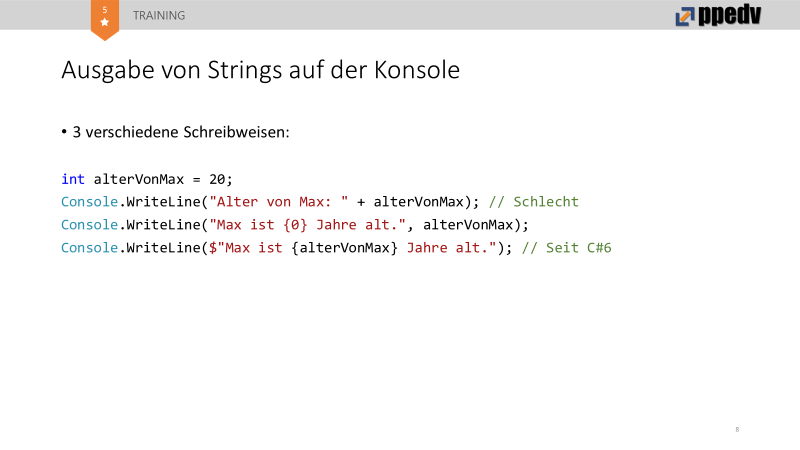 5
TRAINING
ppedv
Ausgabe von Strings auf der Konsole
• 3 verschiedene Schreibweisen:
int alterVonMax = 20;
Console.WriteLine("Alter von Max: " + alterVonMax); // Schlecht
Console.WriteLine("Max ist {0} Jahre alt.", alterVonMax);
Console.WriteLine($"Max ist {alterVonMax} Jahre alt."); // Seit C#6
8